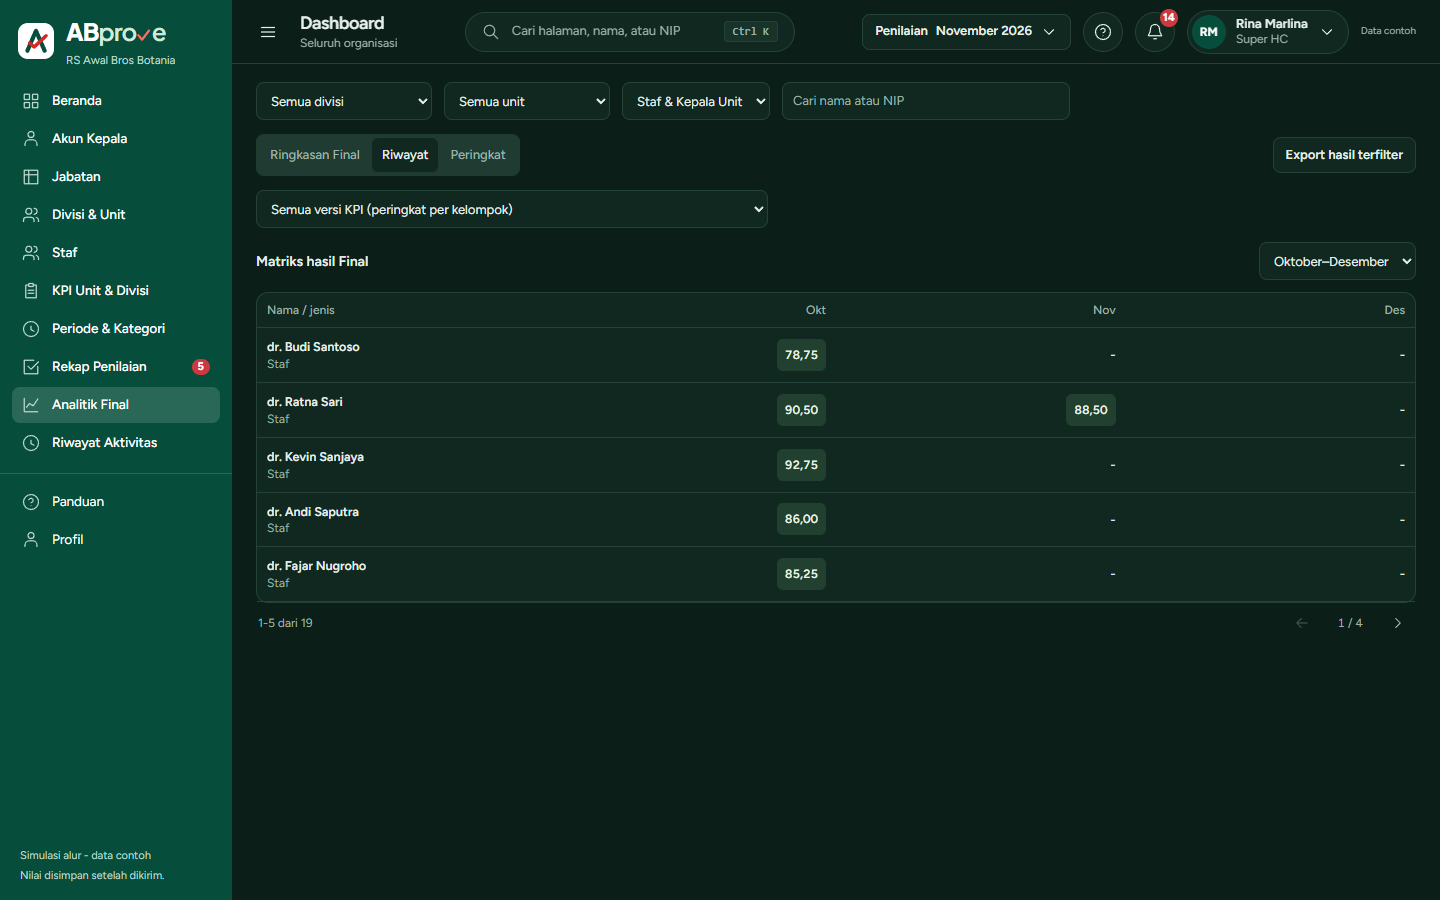 ABprove
RS Awal Bros Botania
Beranda
Akun Kepala
Jabatan
Divisi & Unit
Staf
KPI Unit & Divisi
Periode & Kategori
Rekap Penilaian 5
Analitik Final
Riwayat Aktivitas
Panduan
Profil
Simulasi alur - data contoh
Nilai disimpan setelah dikirim.
Dashboard
Seluruh organisasi
Cari halaman, nama, atau NIP Ctrl K
Penilaian November 2026
14
RM
Rina Marlina
Super HC
Data contoh
Semua divisi
Semua unit
Staf & Kepala Unit
Cari nama atau NIP
Ringkasan Final Riwayat Peringkat
Export hasil terfilter
Semua versi KPI (peringkat per kelompok)
Matriks hasil Final
Oktober–Desember
Nama / jenis Okt Nov Des
dr. Budi Santoso
Staf
78,75 - -
dr. Ratna Sari
Staf
90,50 88,50 -
dr. Kevin Sanjaya
Staf
92,75 - -
dr. Andi Saputra
Staf
86,00 - -
dr. Fajar Nugroho
Staf
85,25 - -
1-5 dari 19
1 / 4